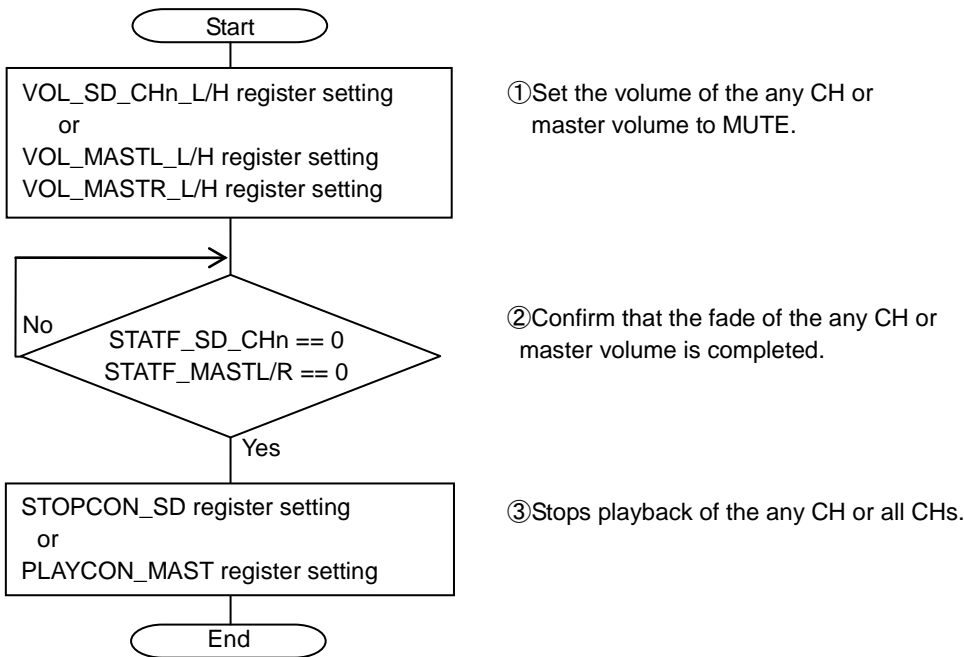 Start
VOL_SD_CHn_L/H register setting
or
VOL_MASTL_L/H register setting
VOL_MASTR_L/H register setting
①Set the volume of the any CH or
master volume to MUTE.
No
STATF_SD_CHn == 0
STATF_MASTL/R == 0
②Confirm that the fade of the any CH or
master volume is completed.
Yes
STOPCON_SD register setting
or
PLAYCON_MAST register setting
③Stops playback of the any CH or all CHs.
End